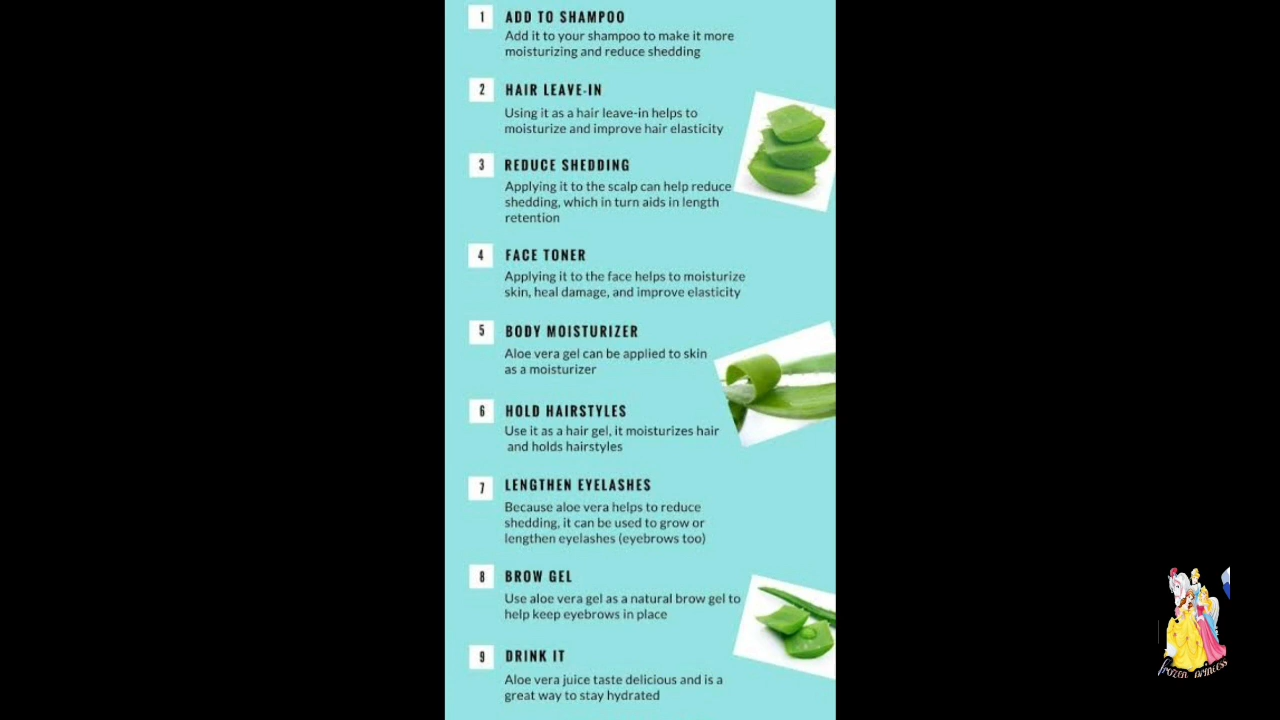 1 ADD TO SHAMPOO
Add it to your shampoo to make it more
moisturizing and reduce shedding
2 HAIR LEAVE-IN
Using it as a hair leave-in helps to
moisturize and improve hair elasticity
3 REDUCE SHEDDING
Applying it to the scalp can help reduce
shedding, which in turn aids in length
retention
4 FACE TONER
Applying it to the face helps to moisturize
skin, heal damage, and improve elasticity
5 BODY MOISTURIZER
Aloe vera gel can be applied to skin
as a moisturizer
6 HOLD HAIRSTYLES
Use it as a hair gel, it moisturizes hair
and holds hairstyles
7 LENGTHEN EYELASHES
Because aloe vera helps to reduce
shedding, it can be used to grow or
lengthen eyelashes (eyebrows too)
8 BROW GEL
Use aloe vera gel as a natural brow gel to
help keep eyebrows in place
9 DRINK IT
Aloe vera juice taste delicious and is a
great way to stay hydrated
frozen princess